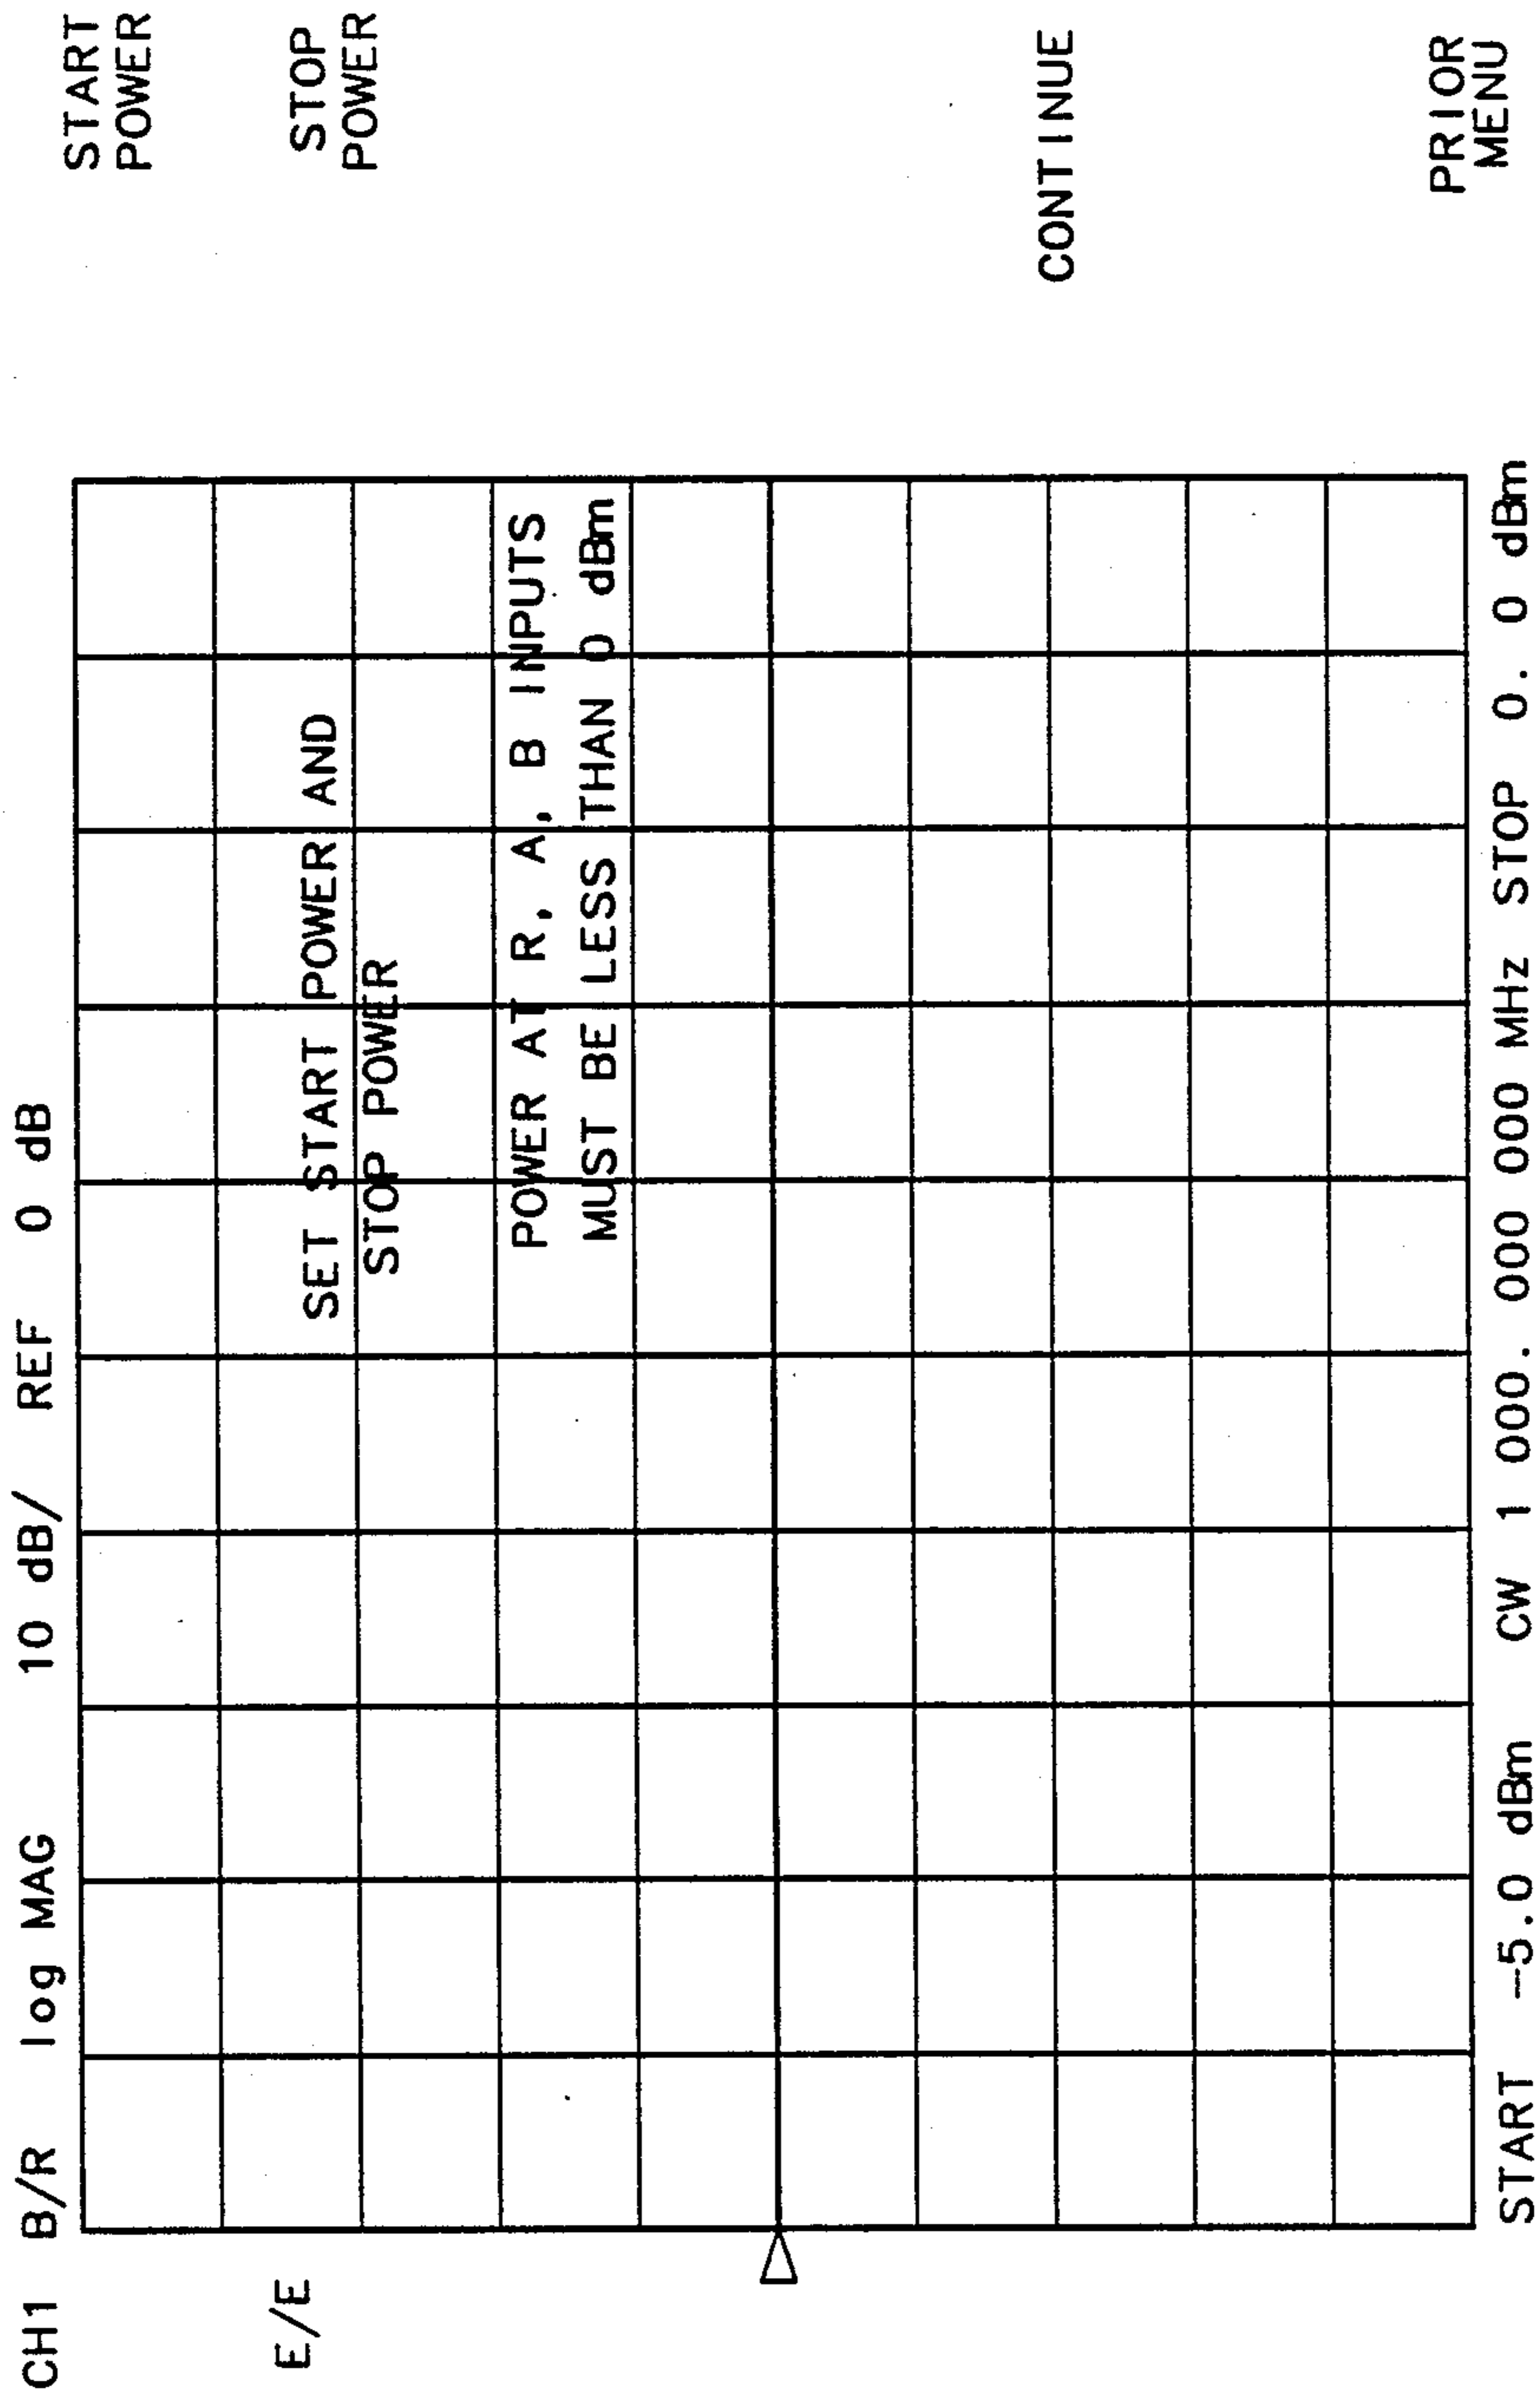 CH1 B/R log MAG 10 dB/ REF 0 dB
START
POWER
E/E
SET START POWER AND
STOP POWER
STOP
POWER
POWER AT R, A, B INPUTS
MUST BE LESS THAN 0 dBm
CONTINUE
PRIOR
MENU
START -5.0 dBm CW 1 000. 000 000 MHz STOP 0. 0 dBm